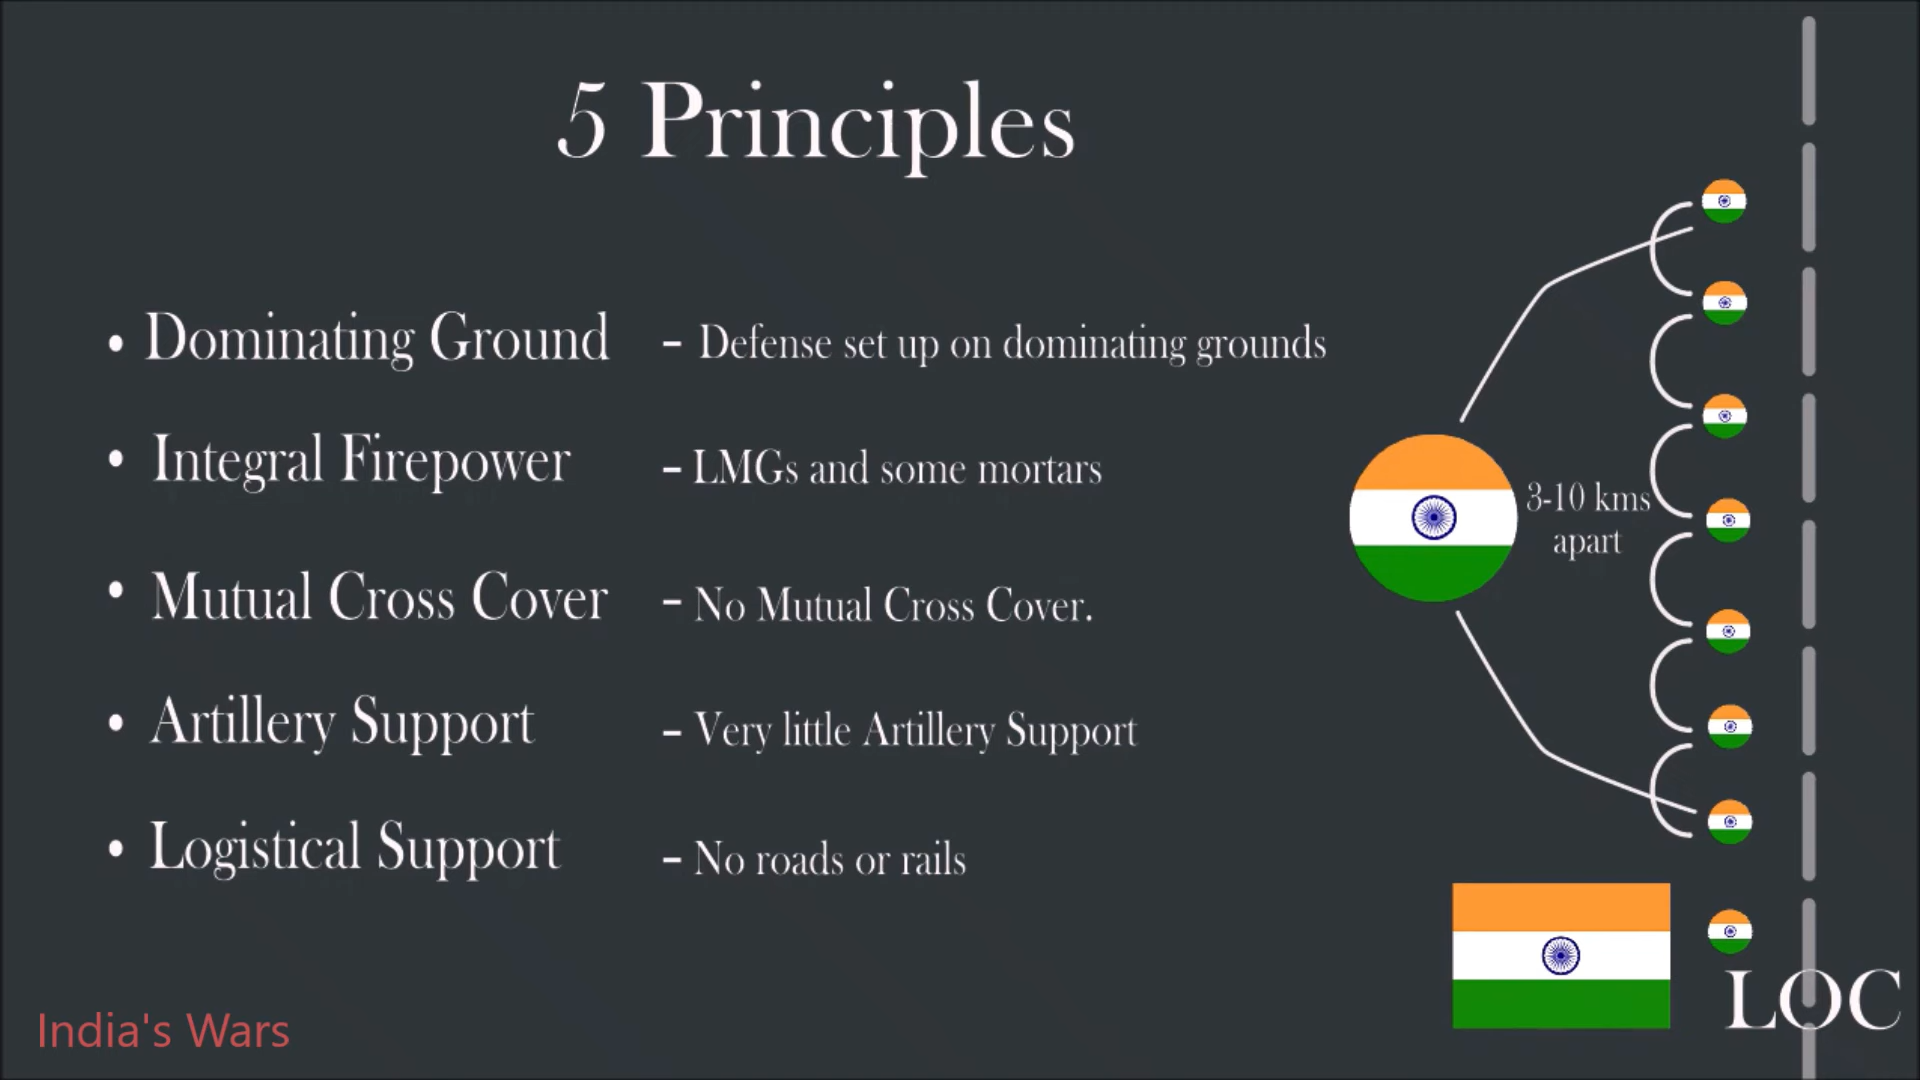 5 Principles
• Dominating Ground – Defense set up on dominating grounds
• Integral Firepower – LMGs and some mortars
• Mutual Cross Cover – No Mutual Cross Cover.
• Artillery Support – Very little Artillery Support
• Logistical Support – No roads or rails
3-10 kms
apart
LOC
India's Wars